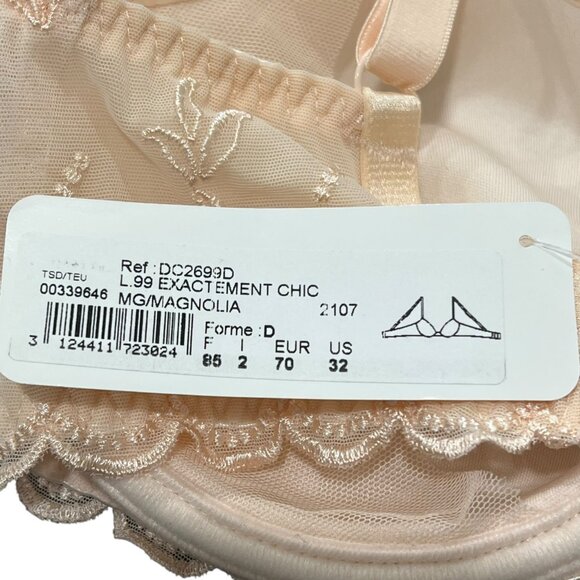 Ref :DC2699D
TSD/TEU L.99 EXACTEMENT CHIC
00339646 MG/MAGNOLIA 2107
Forme :D
F I EUR US
85 2 70 32
3 124411 723024